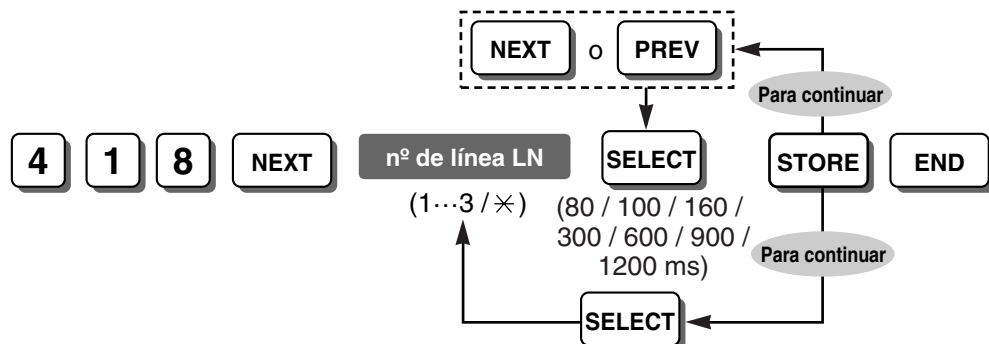 NEXT o PREV
Para continuar
4 1 8 NEXT nº de línea LN SELECT STORE END
(1···3 / ✳) (80 / 100 / 160 /
300 / 600 / 900 /
1200 ms)
Para continuar
SELECT